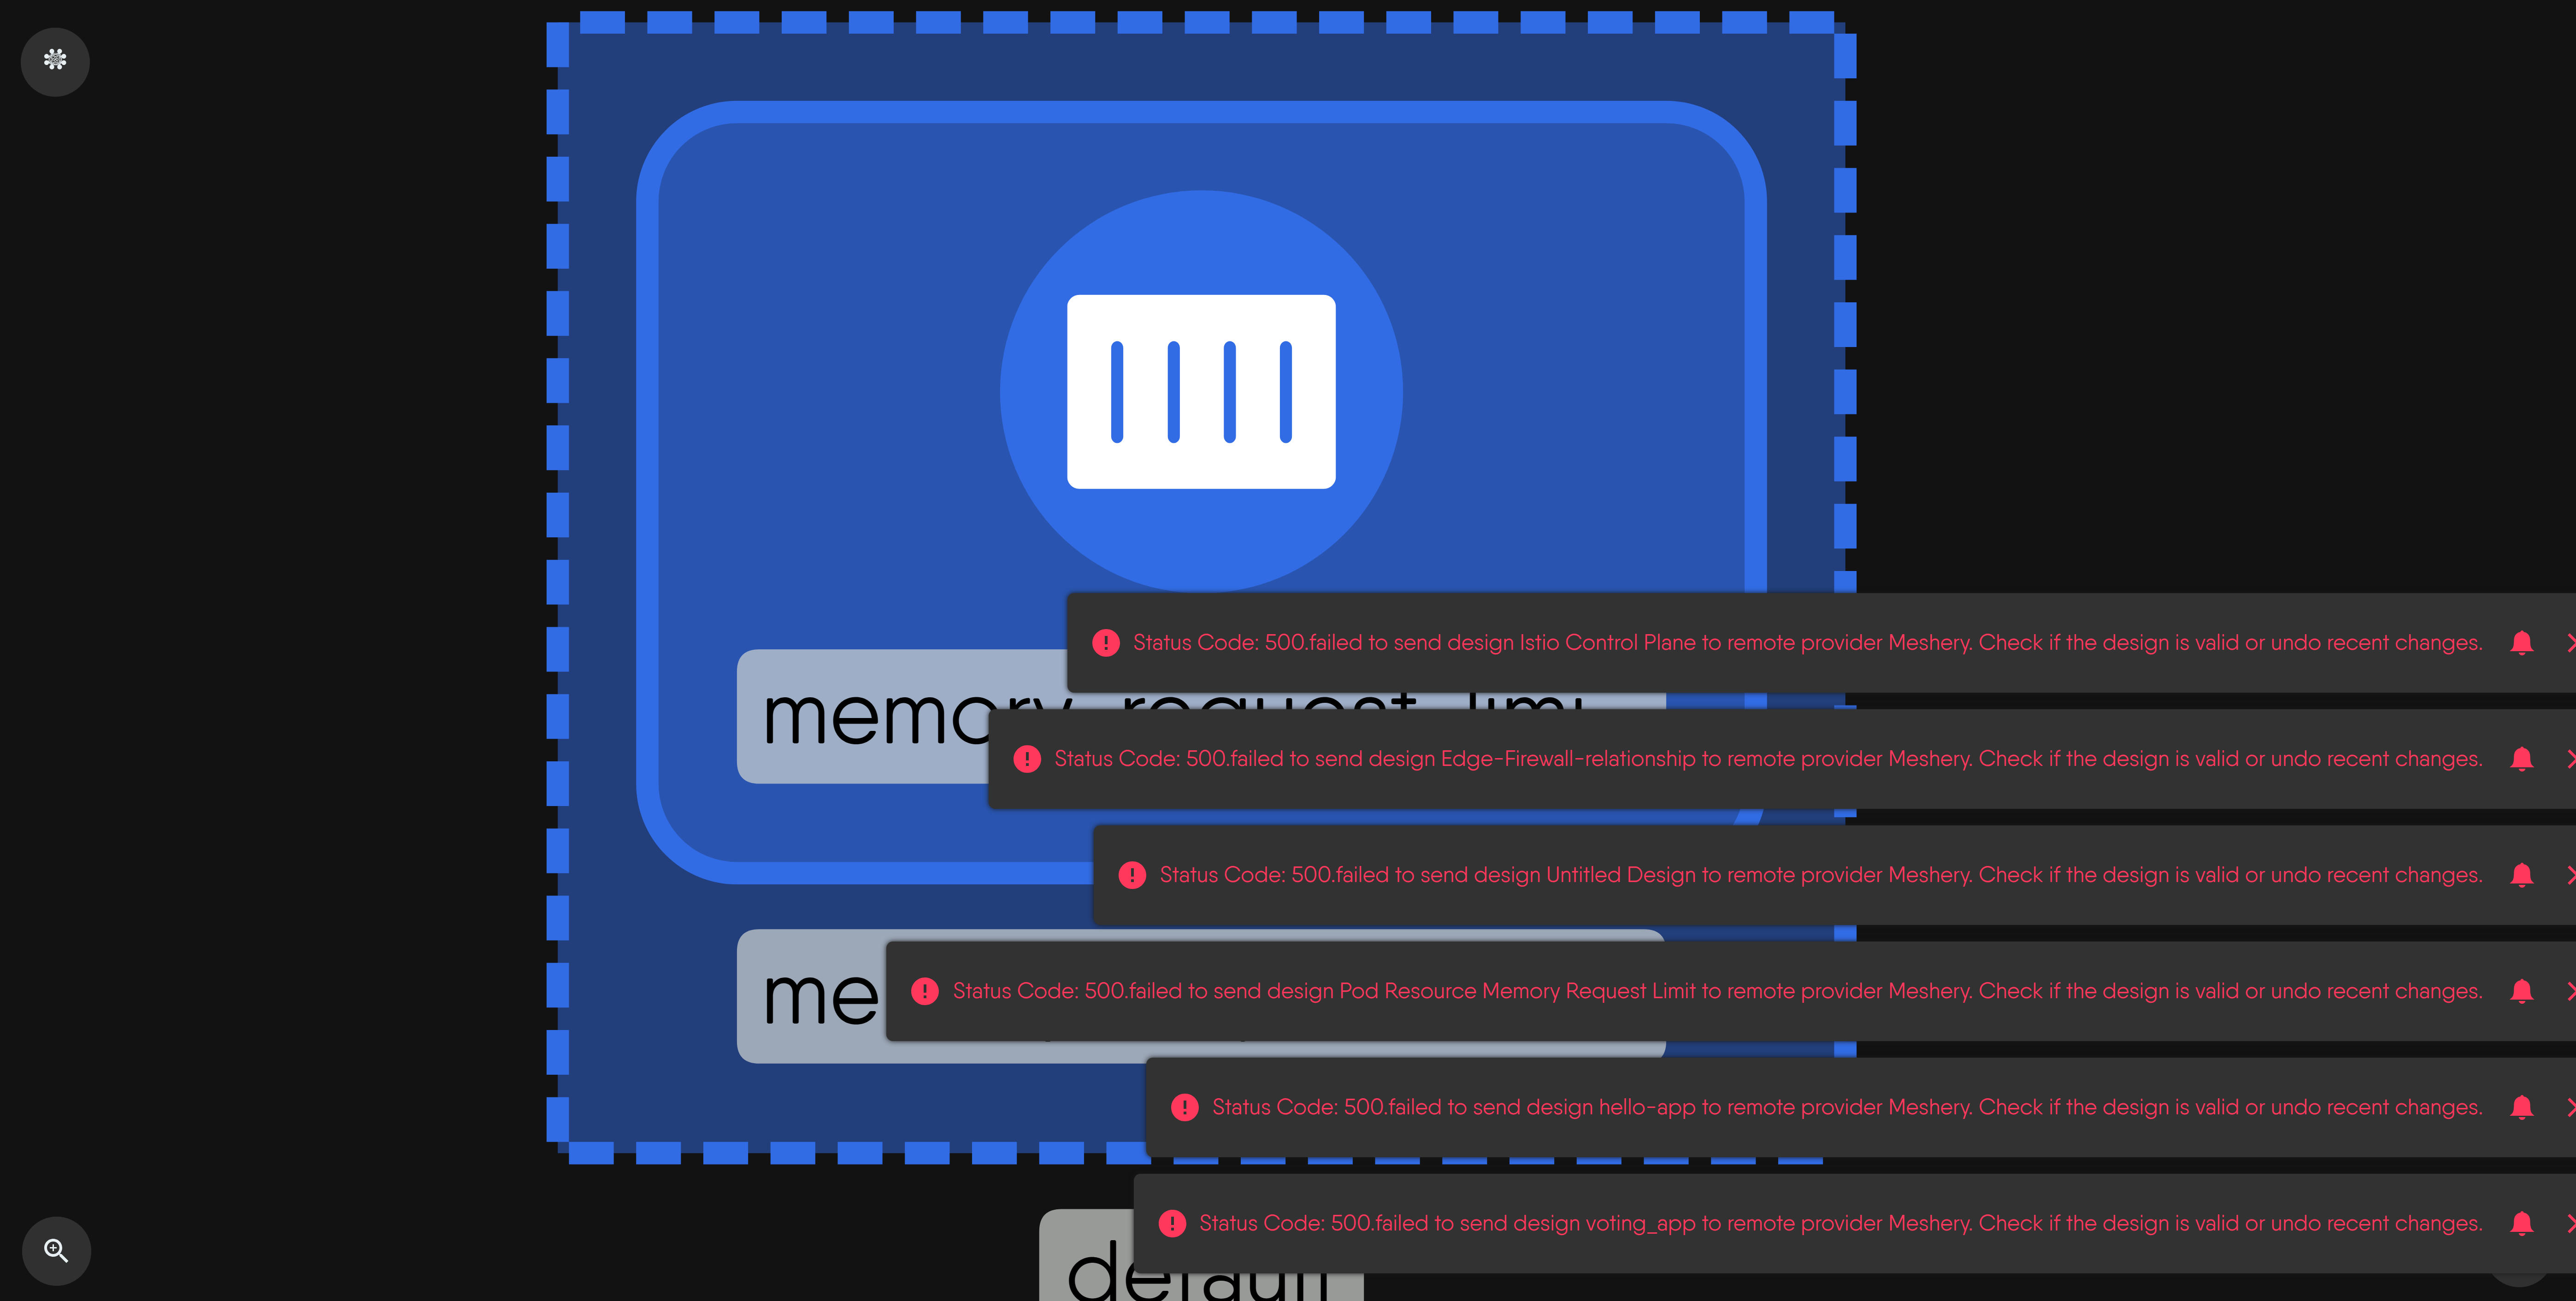 Status Code: 500.failed to send design Istio Control Plane to remote provider Meshery. Check if the design is valid or undo recent changes.
memory_request_limi
Status Code: 500.failed to send design Edge-Firewall-relationship to remote provider Meshery. Check if the design is valid or undo recent changes.
Status Code: 500.failed to send design Untitled Design to remote provider Meshery. Check if the design is valid or undo recent changes.
Status Code: 500.failed to send design Pod Resource Memory Request Limit to remote provider Meshery. Check if the design is valid or undo recent changes.
Status Code: 500.failed to send design hello-app to remote provider Meshery. Check if the design is valid or undo recent changes.
Status Code: 500.failed to send design voting_app to remote provider Meshery. Check if the design is valid or undo recent changes.
default